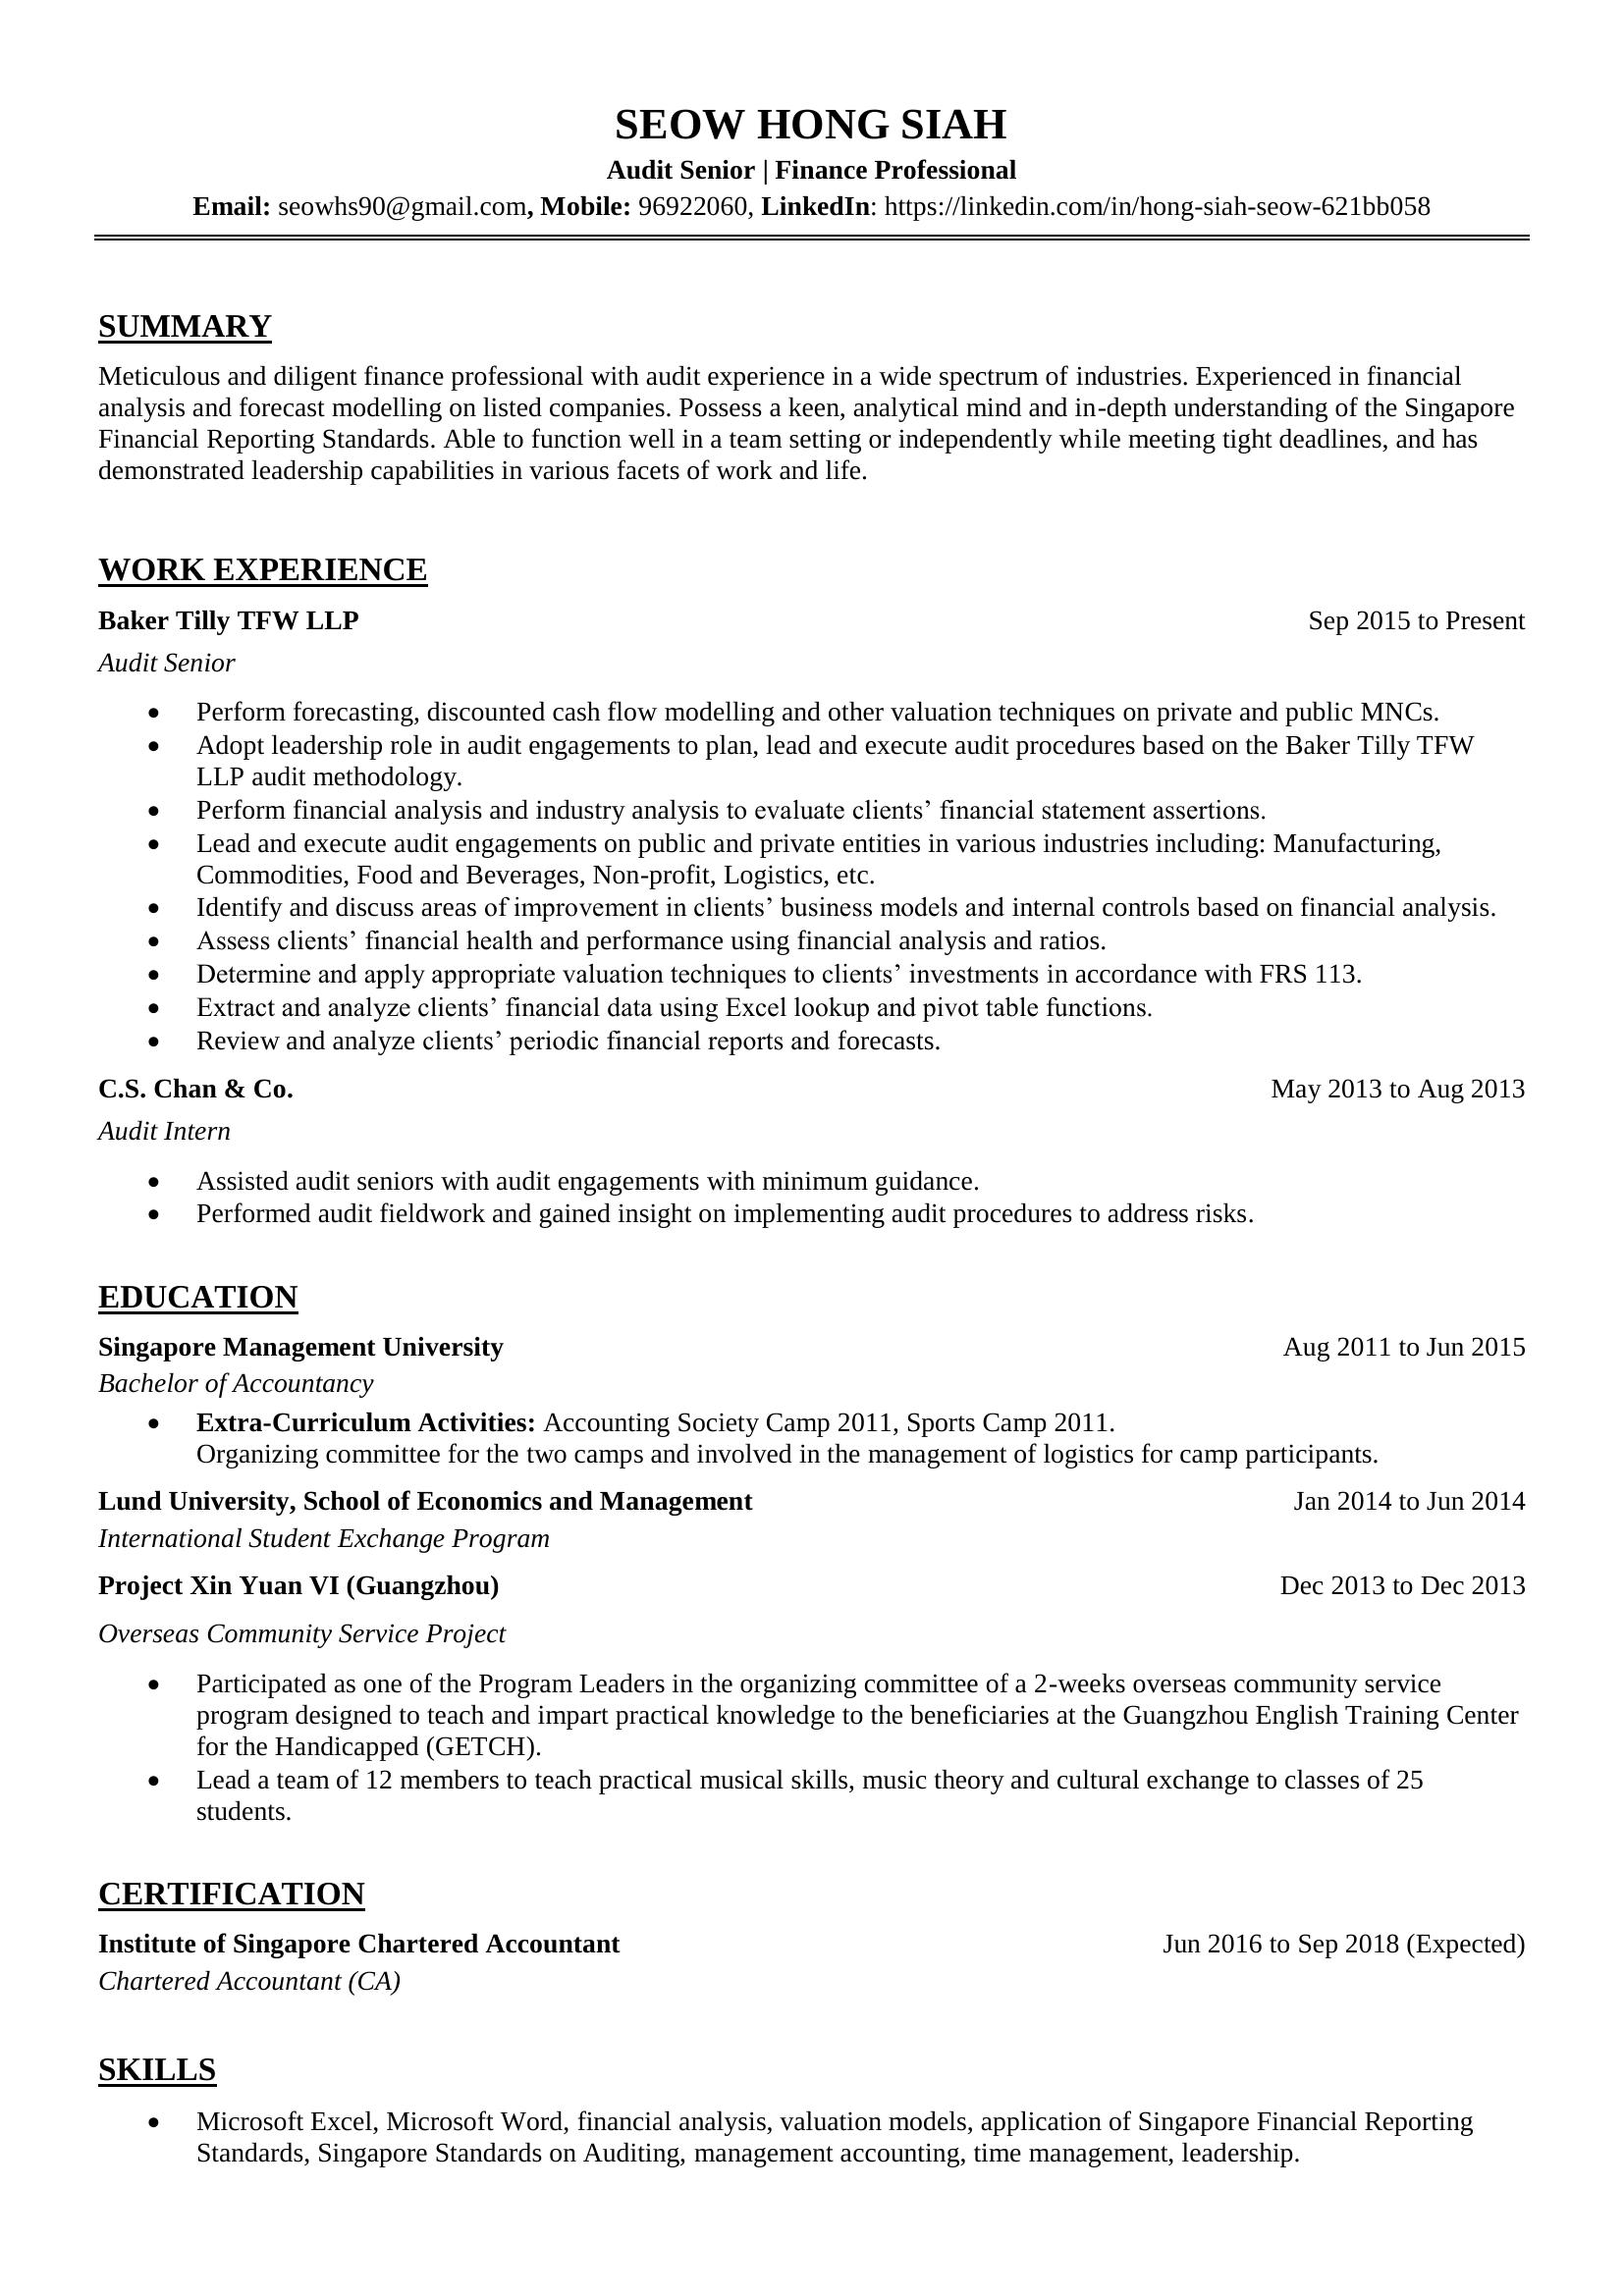 SEOW HONG SIAH
Audit Senior | Finance Professional
Email: seowhs90@gmail.com, Mobile: 96922060, LinkedIn: https://linkedin.com/in/hong-siah-seow-621bb058
SUMMARY
Meticulous and diligent finance professional with audit experience in a wide spectrum of industries. Experienced in financial
analysis and forecast modelling on listed companies. Possess a keen, analytical mind and in-depth understanding of the Singapore
Financial Reporting Standards. Able to function well in a team setting or independently while meeting tight deadlines, and has
demonstrated leadership capabilities in various facets of work and life.
WORK EXPERIENCE
Baker Tilly TFW LLP Sep 2015 to Present
Audit Senior
• Perform forecasting, discounted cash flow modelling and other valuation techniques on private and public MNCs.
• Adopt leadership role in audit engagements to plan, lead and execute audit procedures based on the Baker Tilly TFW
LLP audit methodology.
• Perform financial analysis and industry analysis to evaluate clients’ financial statement assertions.
• Lead and execute audit engagements on public and private entities in various industries including: Manufacturing,
Commodities, Food and Beverages, Non-profit, Logistics, etc.
• Identify and discuss areas of improvement in clients’ business models and internal controls based on financial analysis.
• Assess clients’ financial health and performance using financial analysis and ratios.
• Determine and apply appropriate valuation techniques to clients’ investments in accordance with FRS 113.
• Extract and analyze clients’ financial data using Excel lookup and pivot table functions.
• Review and analyze clients’ periodic financial reports and forecasts.
C.S. Chan & Co. May 2013 to Aug 2013
Audit Intern
• Assisted audit seniors with audit engagements with minimum guidance.
• Performed audit fieldwork and gained insight on implementing audit procedures to address risks.
EDUCATION
Singapore Management University Aug 2011 to Jun 2015
Bachelor of Accountancy
• Extra-Curriculum Activities: Accounting Society Camp 2011, Sports Camp 2011.
Organizing committee for the two camps and involved in the management of logistics for camp participants.
Lund University, School of Economics and Management Jan 2014 to Jun 2014
International Student Exchange Program
Project Xin Yuan VI (Guangzhou) Dec 2013 to Dec 2013
Overseas Community Service Project
• Participated as one of the Program Leaders in the organizing committee of a 2-weeks overseas community service
program designed to teach and impart practical knowledge to the beneficiaries at the Guangzhou English Training Center
for the Handicapped (GETCH).
• Lead a team of 12 members to teach practical musical skills, music theory and cultural exchange to classes of 25
students.
CERTIFICATION
Institute of Singapore Chartered Accountant Jun 2016 to Sep 2018 (Expected)
Chartered Accountant (CA)
SKILLS
• Microsoft Excel, Microsoft Word, financial analysis, valuation models, application of Singapore Financial Reporting
Standards, Singapore Standards on Auditing, management accounting, time management, leadership.